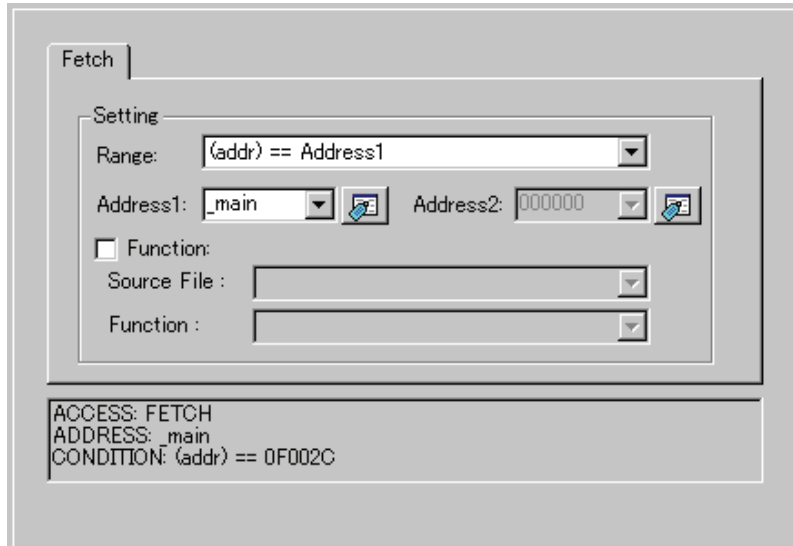 Fetch
Setting
Range: (addr) == Address1
Address1: _main Address2: 000000
Function:
Source File :
Function :
ACCESS: FETCH
ADDRESS: _main
CONDITION: (addr) == 0F002C